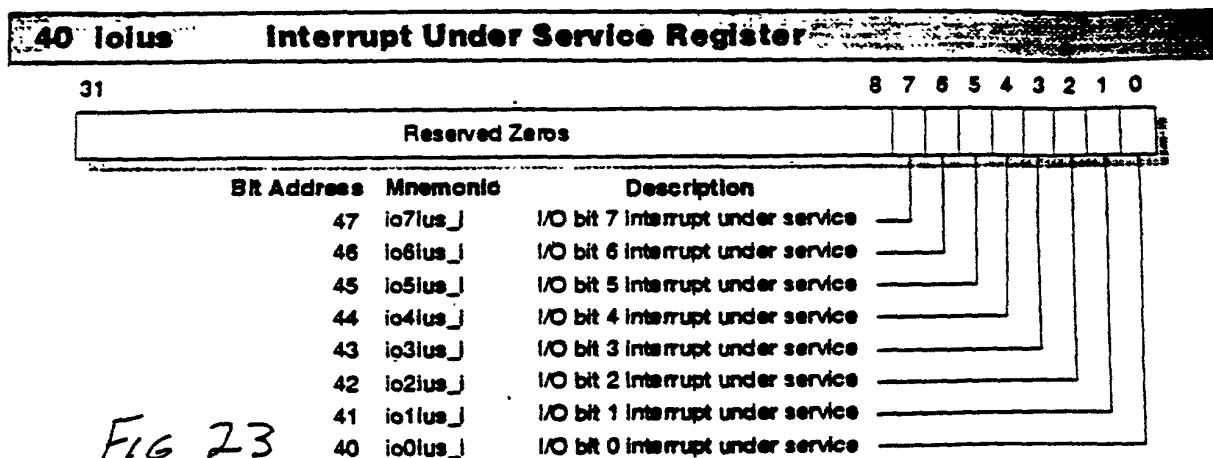 40 ioius Interrupt Under Service Register
31 8 7 6 5 4 3 2 1 0
Reserved Zeros
Bit Address Mnemonic Description
47 io7ius_i I/O bit 7 interrupt under service
46 io6ius_i I/O bit 6 interrupt under service
45 io5ius_i I/O bit 5 interrupt under service
44 io4ius_i I/O bit 4 interrupt under service
43 io3ius_i I/O bit 3 interrupt under service
42 io2ius_i I/O bit 2 interrupt under service
41 io1ius_i I/O bit 1 interrupt under service
40 io0ius_i I/O bit 0 interrupt under service
FIG 23